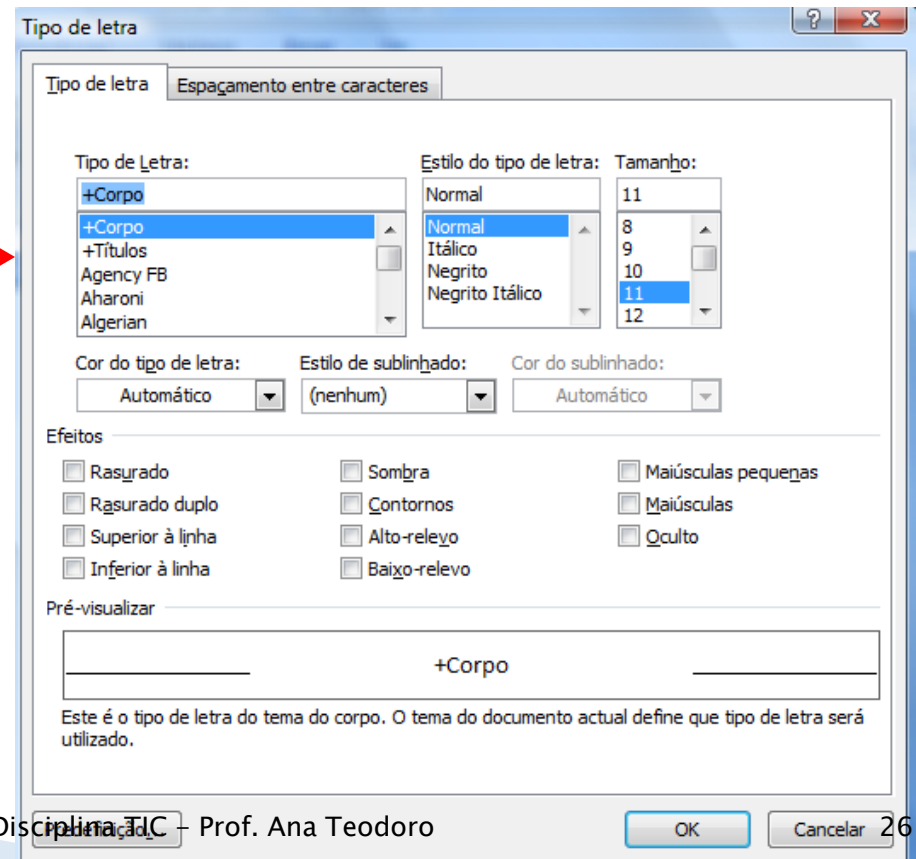 Tipo de letra
? X
Tipo de letra Espaçamento entre caracteres
Tipo de Letra: Estilo do tipo de letra: Tamanho:
+Corpo Normal 11
+Corpo Normal 8
+Títulos Itálico 9
Agency FB Negrito 10
Aharoni Negrito Itálico 11
Algerian 12
Cor do tipo de letra: Estilo de sublinhado: Cor do sublinhado:
Automático (nenhum) Automático
Efeitos
Rasurado Sombra Maiúsculas pequenas
Rasurado duplo Contornos Maiúsculas
Superior à linha Alto-relevo Oculto
Inferior à linha Baixo-relevo
Pré-visualizar
+Corpo
Este é o tipo de letra do tema do corpo. O tema do documento actual define que tipo de letra será
utilizado.
Predefinição... OK Cancelar
Disciplina TIC - Prof. Ana Teodoro 26